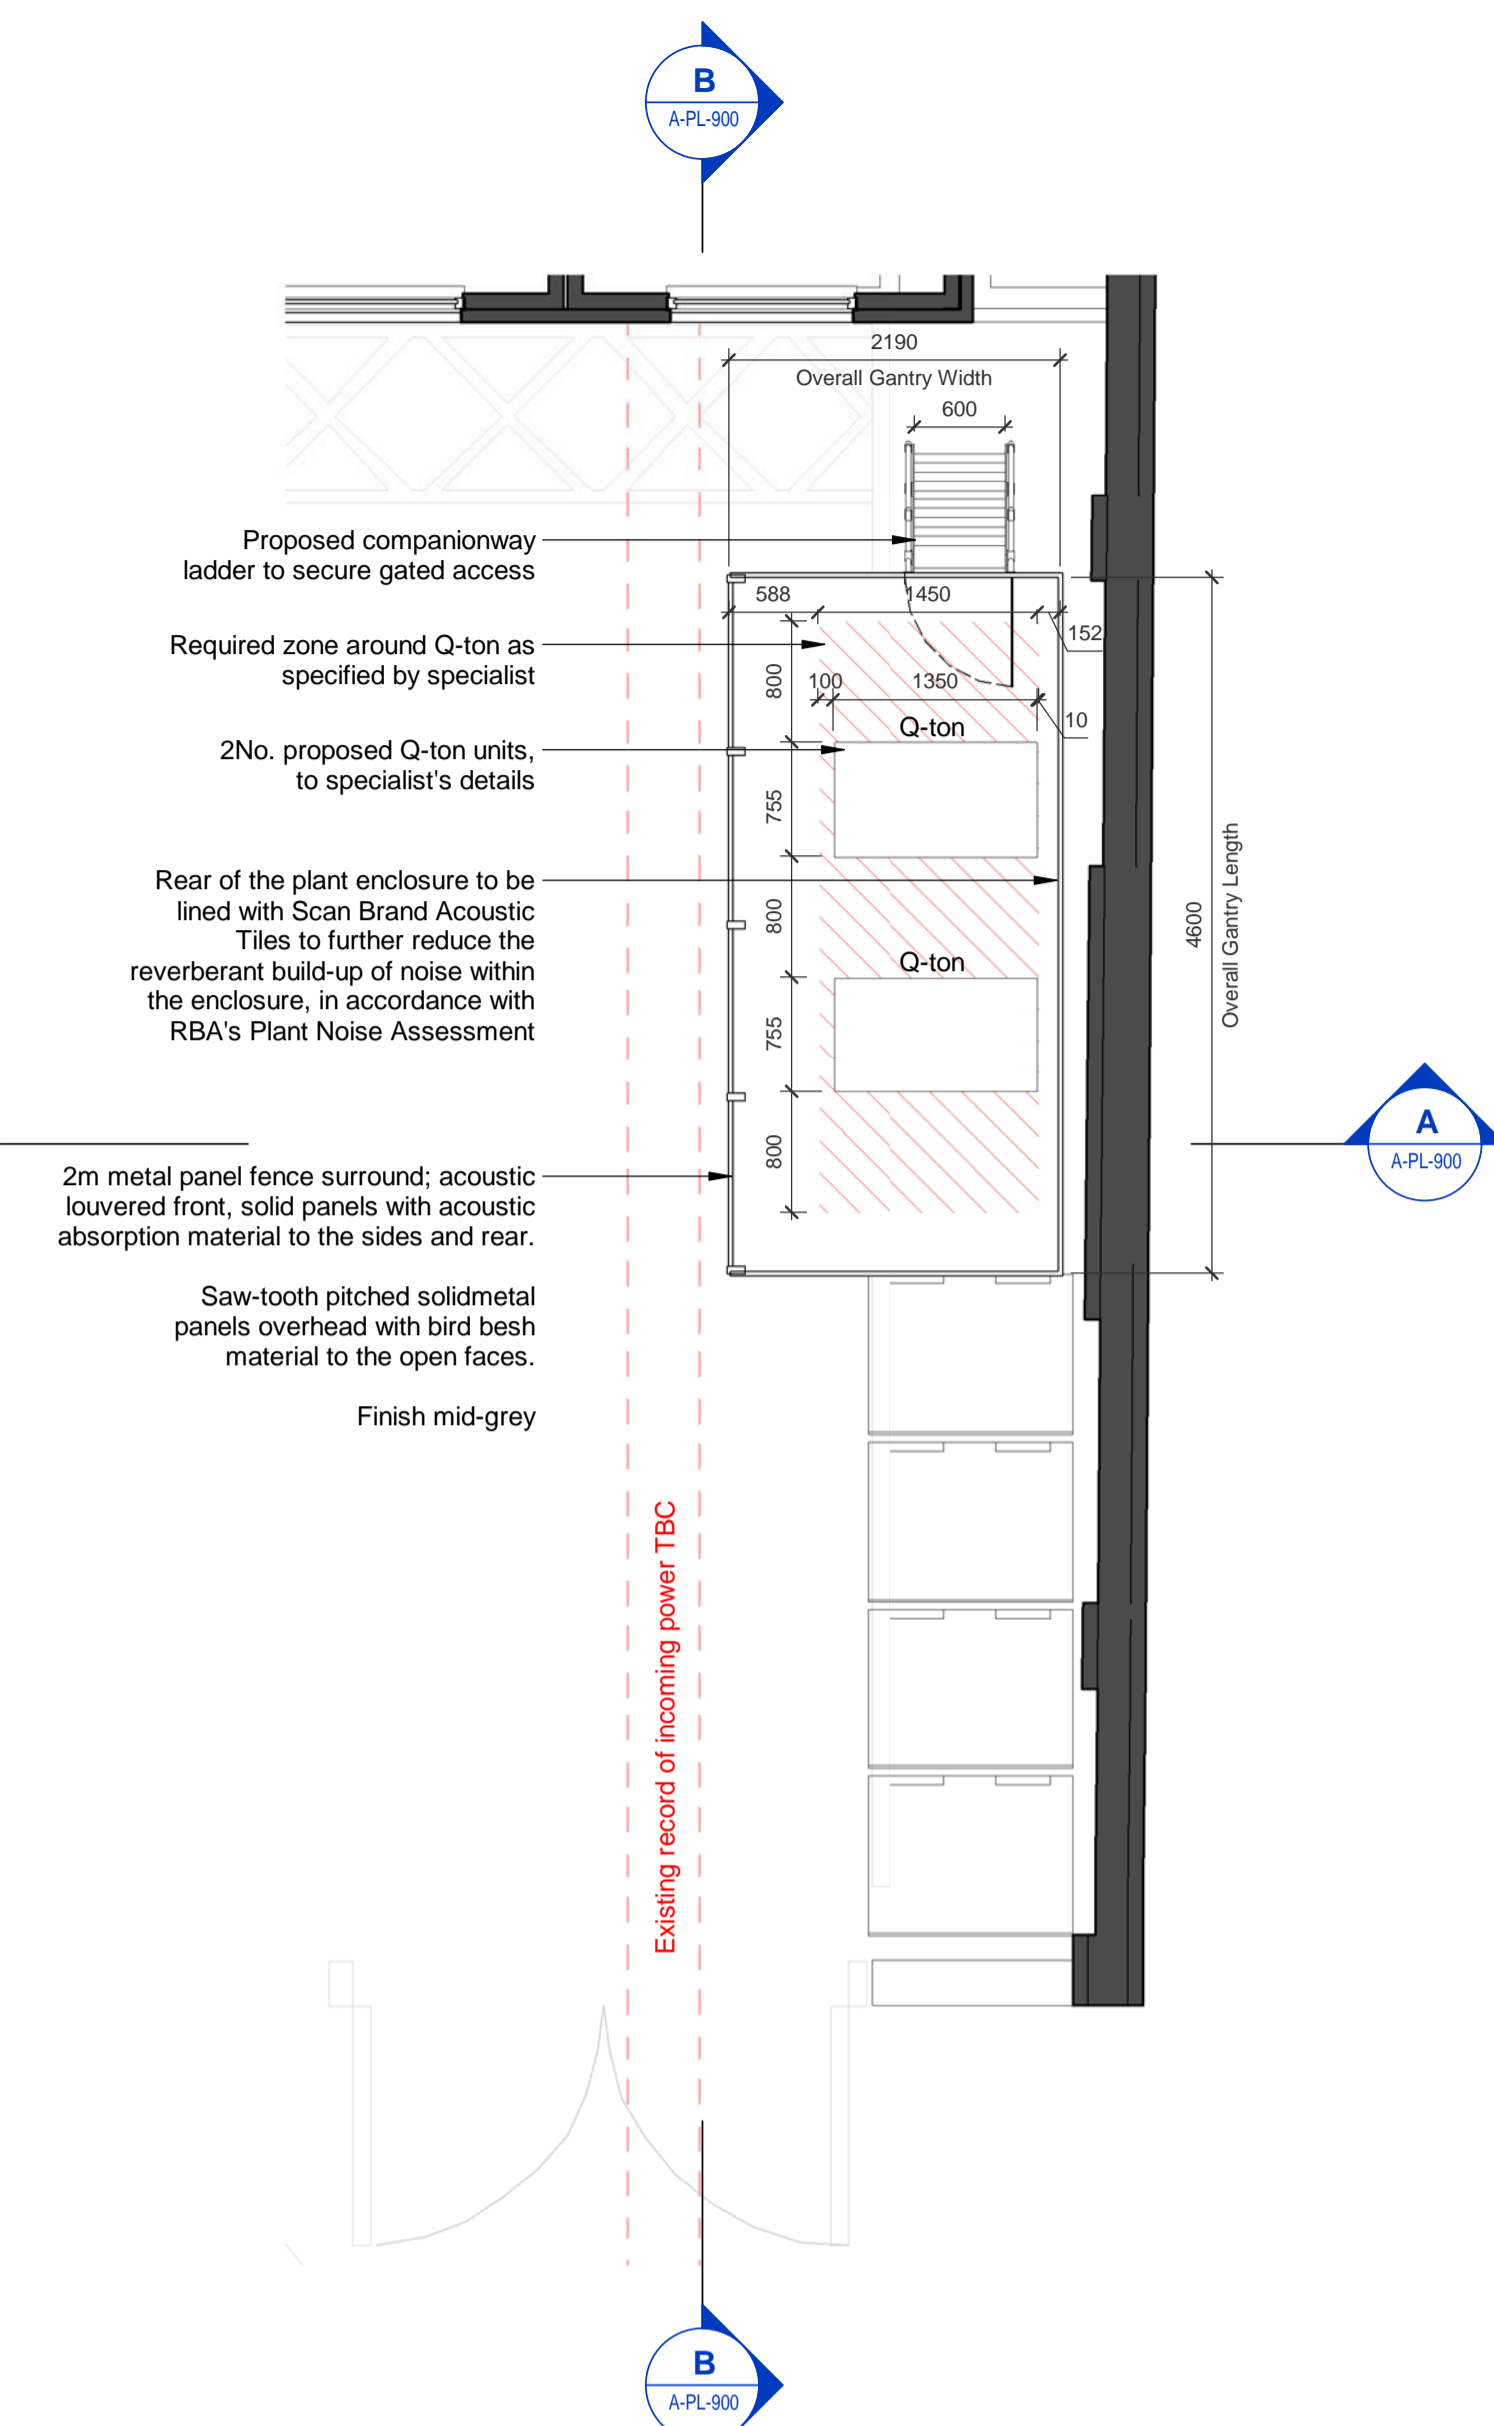 B
A-PL-900
2190
Overall Gantry Width
600
Proposed companionway
ladder to secure gated access
588
1450
152
Required zone around Q-ton as
specified by specialist
800
100
1350
10
Q-ton
2No. proposed Q-ton units,
to specialist's details
755
Rear of the plant enclosure to be
lined with Scan Brand Acoustic
Tiles to further reduce the
reverberant build-up of noise within
the enclosure, in accordance with
RBA's Plant Noise Assessment
800
Q-ton
755
4600
Overall Gantry Length
A
A-PL-900
800
2m metal panel fence surround; acoustic
louvered front, solid panels with acoustic
absorption material to the sides and rear.
Saw-tooth pitched solidmetal
panels overhead with bird besh
material to the open faces.
Finish mid-grey
Existing record of incoming power TBC
B
A-PL-900